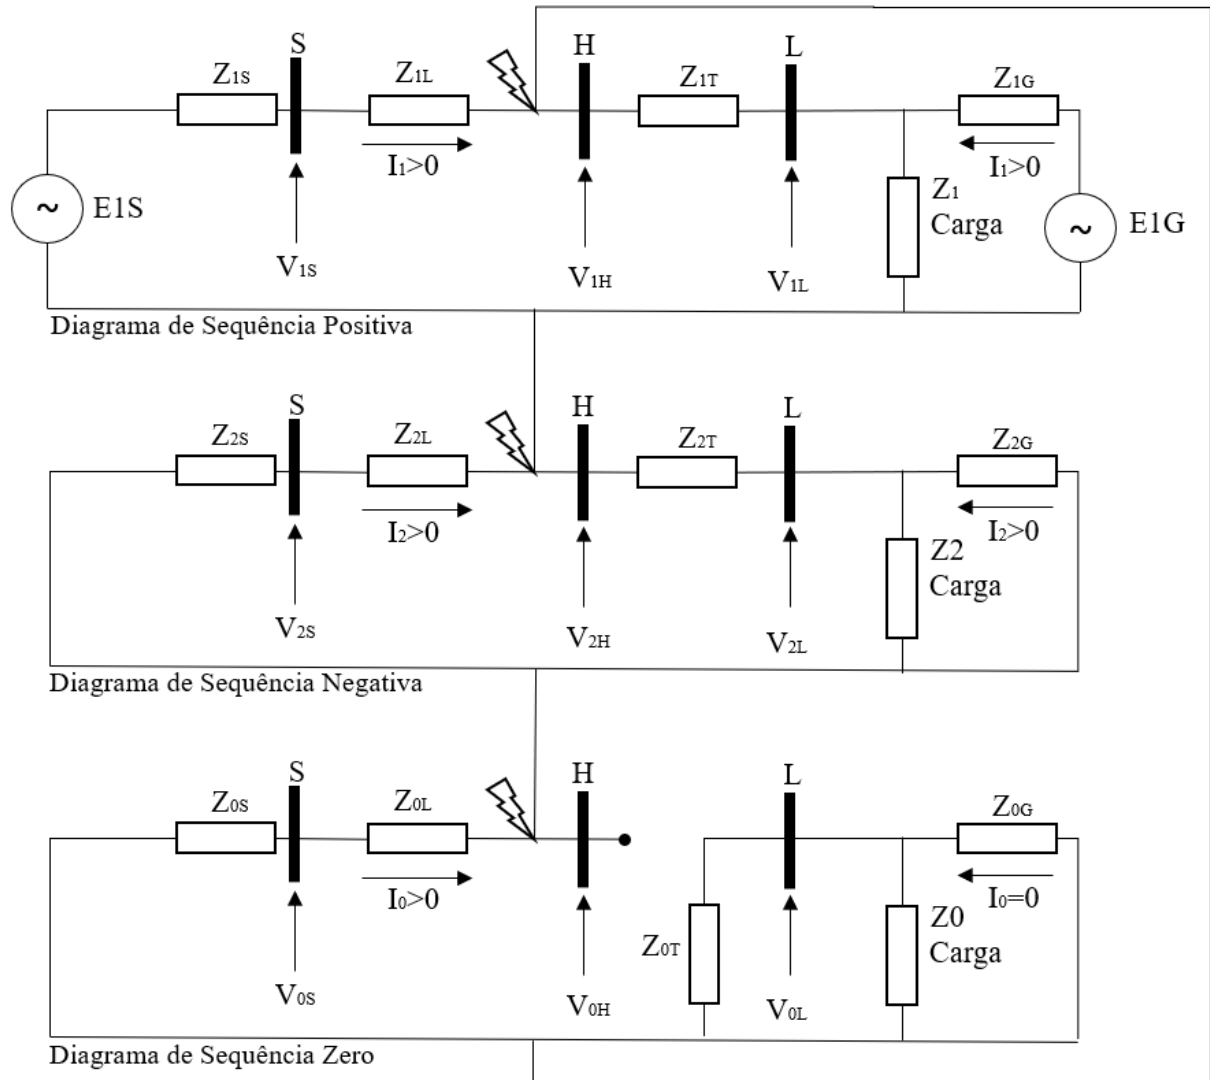 S H L
Z1S Z1L Z1T Z1G
I1>0 I1>0
E1S Z1 Carga E1G
V1S V1H V1L
Diagrama de Sequência Positiva
S H L
Z2S Z2L Z2T Z2G
I2>0 I2>0
Z2
Carga
V2S V2H V2L
Diagrama de Sequência Negativa
S H L
Z0S Z0L Z0G
I0>0 I0=0
Z0
Z0T Carga
V0S V0H V0L
Diagrama de Sequência Zero